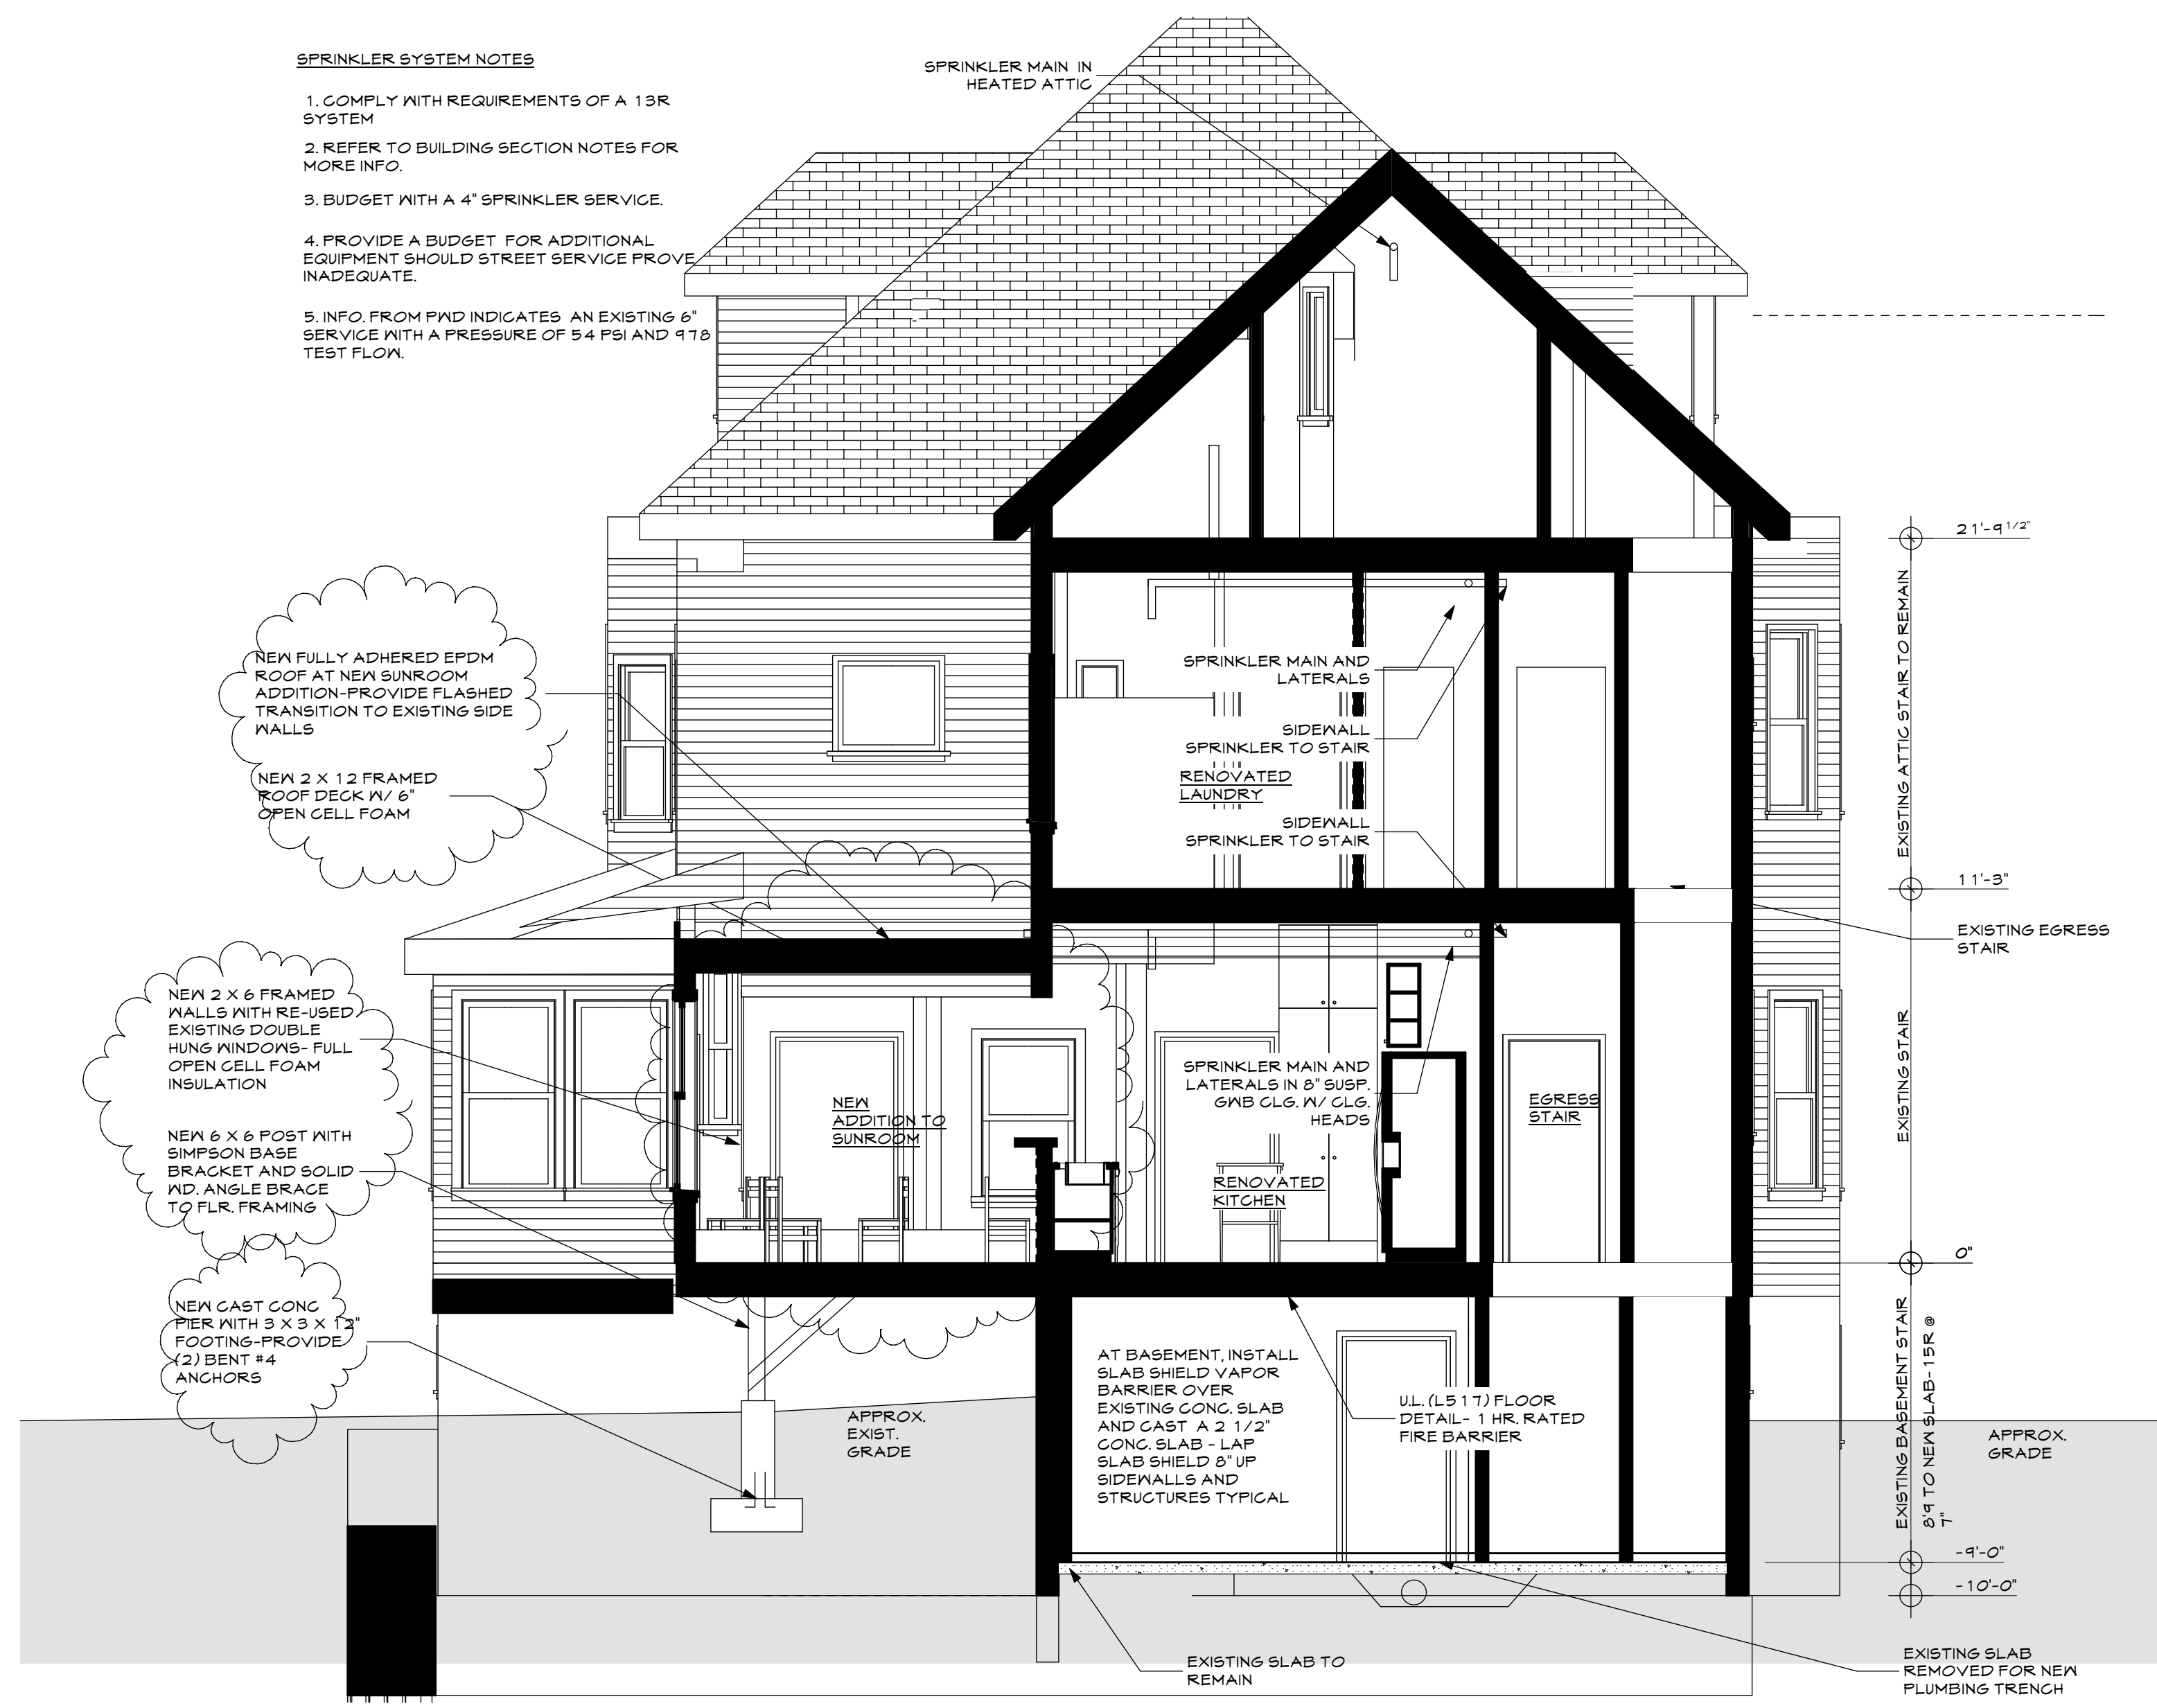 SPRINKLER SYSTEM NOTES
1. COMPLY WITH REQUIREMENTS OF A 13R
SYSTEM
2. REFER TO BUILDING SECTION NOTES FOR
MORE INFO.
3. BUDGET WITH A 4" SPRINKLER SERVICE.
4. PROVIDE A BUDGET FOR ADDITIONAL
EQUIPMENT SHOULD STREET SERVICE PROVE
INADEQUATE.
5. INFO. FROM PWD INDICATES AN EXISTING 6"
SERVICE WITH A PRESSURE OF 54 PSI AND 978
TEST FLOW.
SPRINKLER MAIN IN
HEATED ATTIC
NEW FULLY ADHERED EPDM
ROOF AT NEW SUNROOM
ADDITION-PROVIDE FLASHED
TRANSITION TO EXISTING SIDE
WALLS
NEW 2 X 12 FRAMED
ROOF DECK W/ 6"
OPEN CELL FOAM
NEW 2 X 6 FRAMED
WALLS WITH RE-USED
EXISTING DOUBLE
HUNG WINDOWS- FULL
OPEN CELL FOAM
INSULATION
NEW 6 X 6 POST WITH
SIMPSON BASE
BRACKET AND SOLID
WD. ANGLE BRACE
TO FLR. FRAMING
NEW CAST CONC
PIER WITH 3 X 3 X 12"
FOOTING-PROVIDE
(2) BENT #4
ANCHORS
SPRINKLER MAIN AND
LATERALS
SIDEWALL
SPRINKLER TO STAIR
RENOVATED
LAUNDRY
SIDEWALL
SPRINKLER TO STAIR
SPRINKLER MAIN AND
LATERALS IN 8" SUSP.
GWB CLG. W/ CLG.
HEADS
NEW
ADDITION TO
SUNROOM
RENOVATED
KITCHEN
EGRESS
STAIR
AT BASEMENT, INSTALL
SLAB SHIELD VAPOR
BARRIER OVER
EXISTING CONC. SLAB
AND CAST A 2 1/2"
CONC. SLAB - LAP
SLAB SHIELD 8" UP
SIDEWALLS AND
STRUCTURES TYPICAL
U.L. (L517) FLOOR
DETAIL- 1 HR. RATED
FIRE BARRIER
APPROX.
EXIST.
GRADE
APPROX.
GRADE
EXISTING SLAB TO
REMAIN
EXISTING SLAB
REMOVED FOR NEW
PLUMBING TRENCH
21'-9 1/2"
EXISTING ATTIC STAIR TO REMAIN
11'-3"
EXISTING EGRESS
STAIR
EXISTING STAIR
0"
EXISTING BASEMENT STAIR
8'9 TO NEW SLAB- 15R @
7"
-9'-0"
-10'-0"